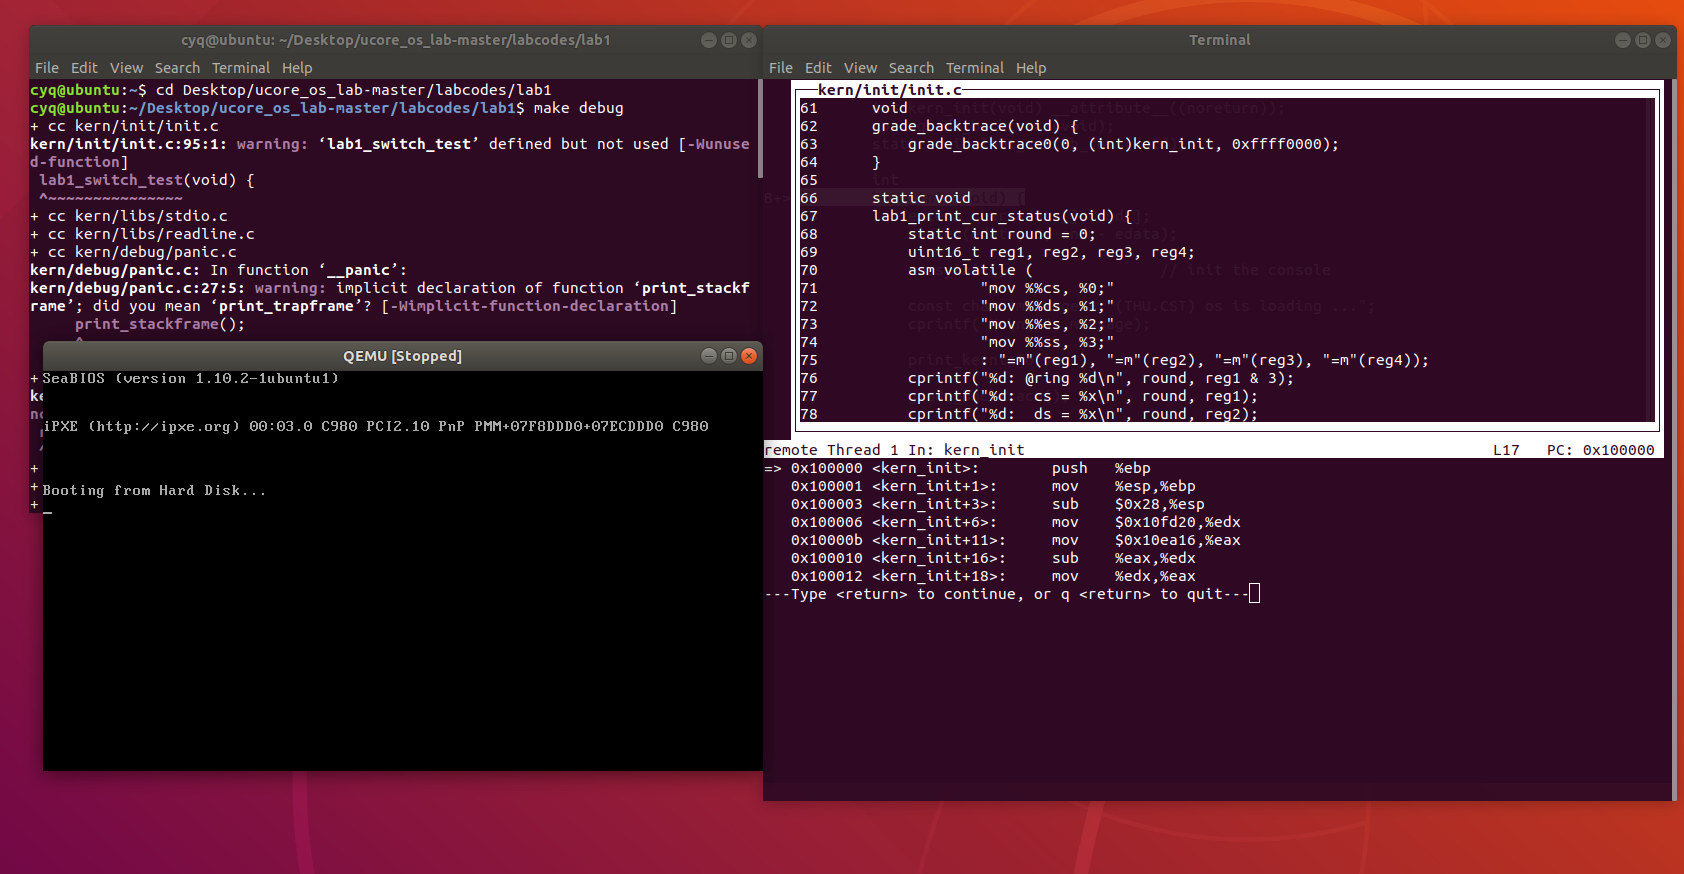 cyq@ubuntu: ~/Desktop/ucore_os_lab-master/labcodes/lab1
File Edit View Search Terminal Help
cyq@ubuntu:~$ cd Desktop/ucore_os_lab-master/labcodes/lab1
cyq@ubuntu:~/Desktop/ucore_os_lab-master/labcodes/lab1$ make debug
+ cc kern/init/init.c
kern/init/init.c:95:1: warning: ‘lab1_switch_test’ defined but not used [-Wunuse
d-function]
lab1_switch_test(void) {
^~~~~~~~~~~~~~~~
+ cc kern/libs/stdio.c
+ cc kern/libs/readline.c
+ cc kern/debug/panic.c
kern/debug/panic.c: In function ‘__panic’:
kern/debug/panic.c:27:5: warning: implicit declaration of function ‘print_stackf
rame’; did you mean ‘print_trapframe’? [-Wimplicit-function-declaration]
print_stackframe();
^
+
ke
no
^
+
+
+
QEMU [Stopped]
SeaBIOS (version 1.10.2-1ubuntu1)
iPXE (http://ipxe.org) 00:03.0 C980 PCI2.10 PnP PMM+07F8DDD0+07ECDDD0 C980
Booting from Hard Disk...
_
Terminal
File Edit View Search Terminal Help
kern/init/init.c
61 void
62 grade_backtrace(void) {
63 grade_backtrace0(0, (int)kern_init, 0xffff0000);
64 }
65
66 static void
67 lab1_print_cur_status(void) {
68 static int round = 0;
69 uint16_t reg1, reg2, reg3, reg4;
70 asm volatile (
71 "mov %%cs, %0;"
72 "mov %%ds, %1;"
73 "mov %%es, %2;"
74 "mov %%ss, %3;"
75 : "=m"(reg1), "=m"(reg2), "=m"(reg3), "=m"(reg4));
76 cprintf("%d: @ring %d\n", round, reg1 & 3);
77 cprintf("%d:  cs = %x\n", round, reg1);
78 cprintf("%d:  ds = %x\n", round, reg2);
remote Thread 1 In: kern_init L17 PC: 0x100000
=> 0x100000 <kern_init>: push %ebp
0x100001 <kern_init+1>: mov %esp,%ebp
0x100003 <kern_init+3>: sub $0x28,%esp
0x100006 <kern_init+6>: mov $0x10fd20,%edx
0x10000b <kern_init+11>: mov $0x10ea16,%eax
0x100010 <kern_init+16>: sub %eax,%edx
0x100012 <kern_init+18>: mov %edx,%eax
---Type <return> to continue, or q <return> to quit---